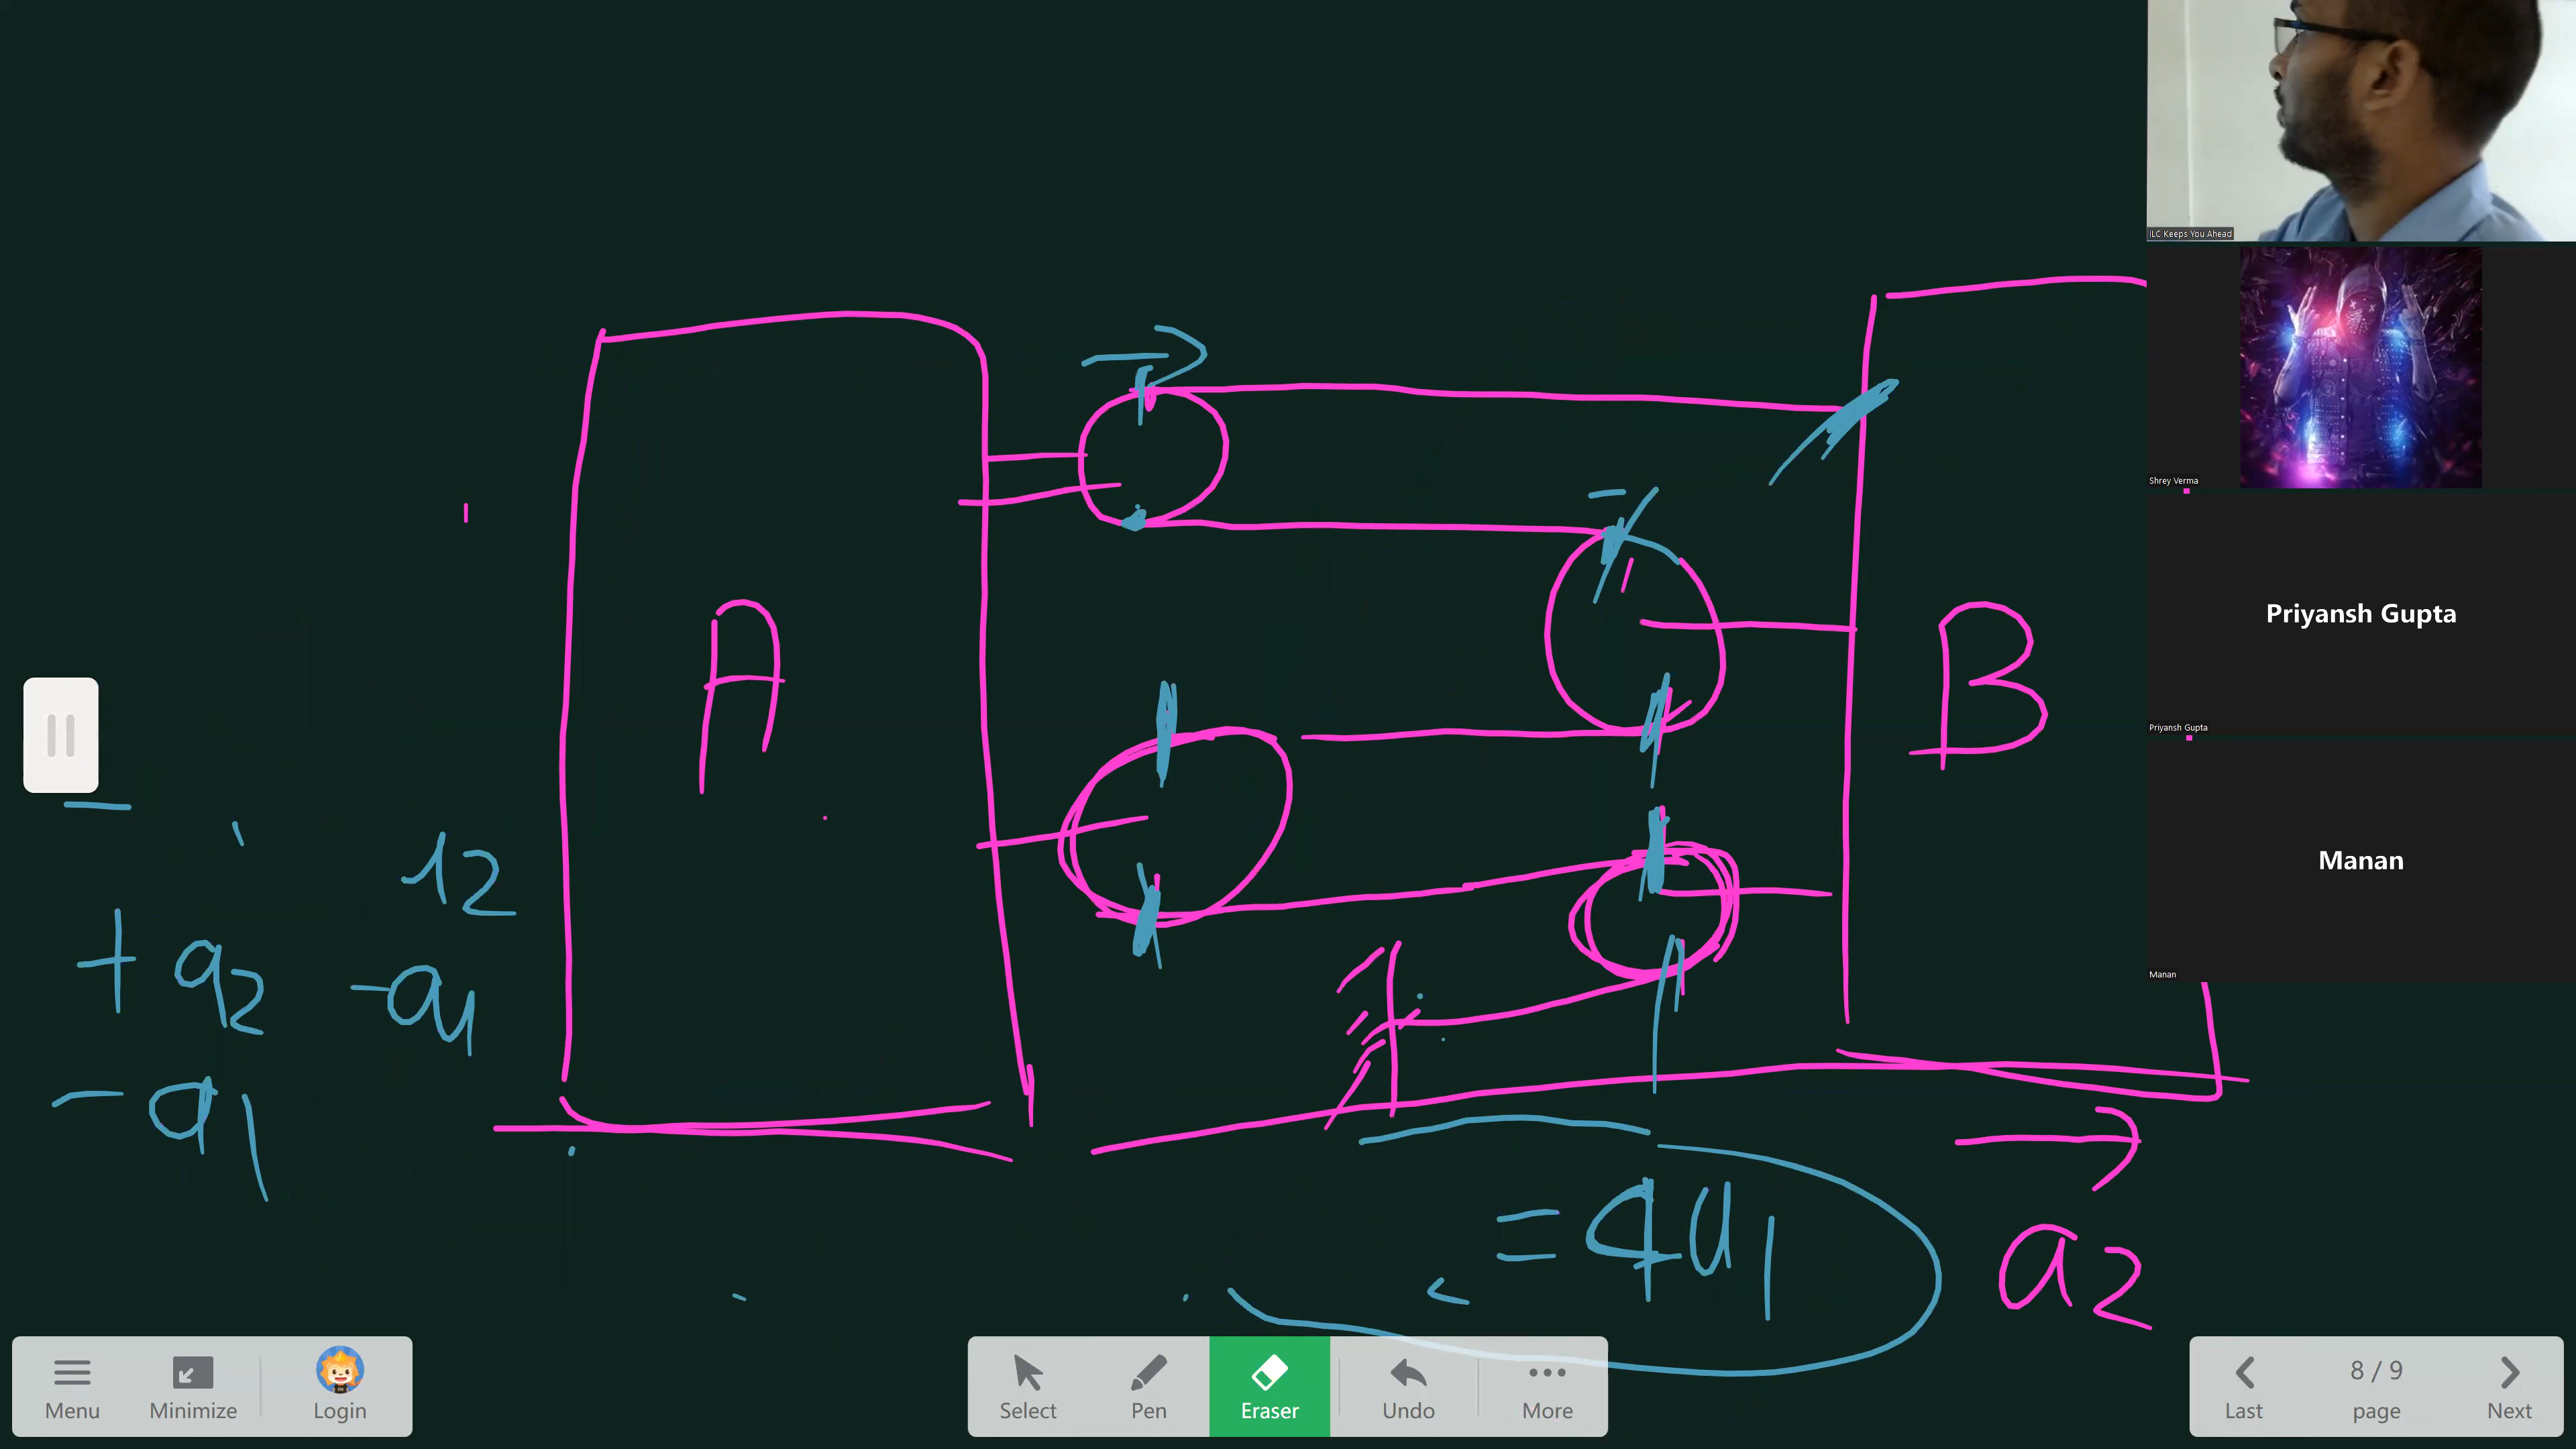 ILC Keeps You Ahead
Shrey Verma
Priyansh Gupta
Priyansh Gupta
Manan
Manan
A
B
12
+ a2 -a1
- a1
a2
Menu
Minimize
Login
Select
Pen
Eraser
Undo
More
Last
8 / 9
page
Next